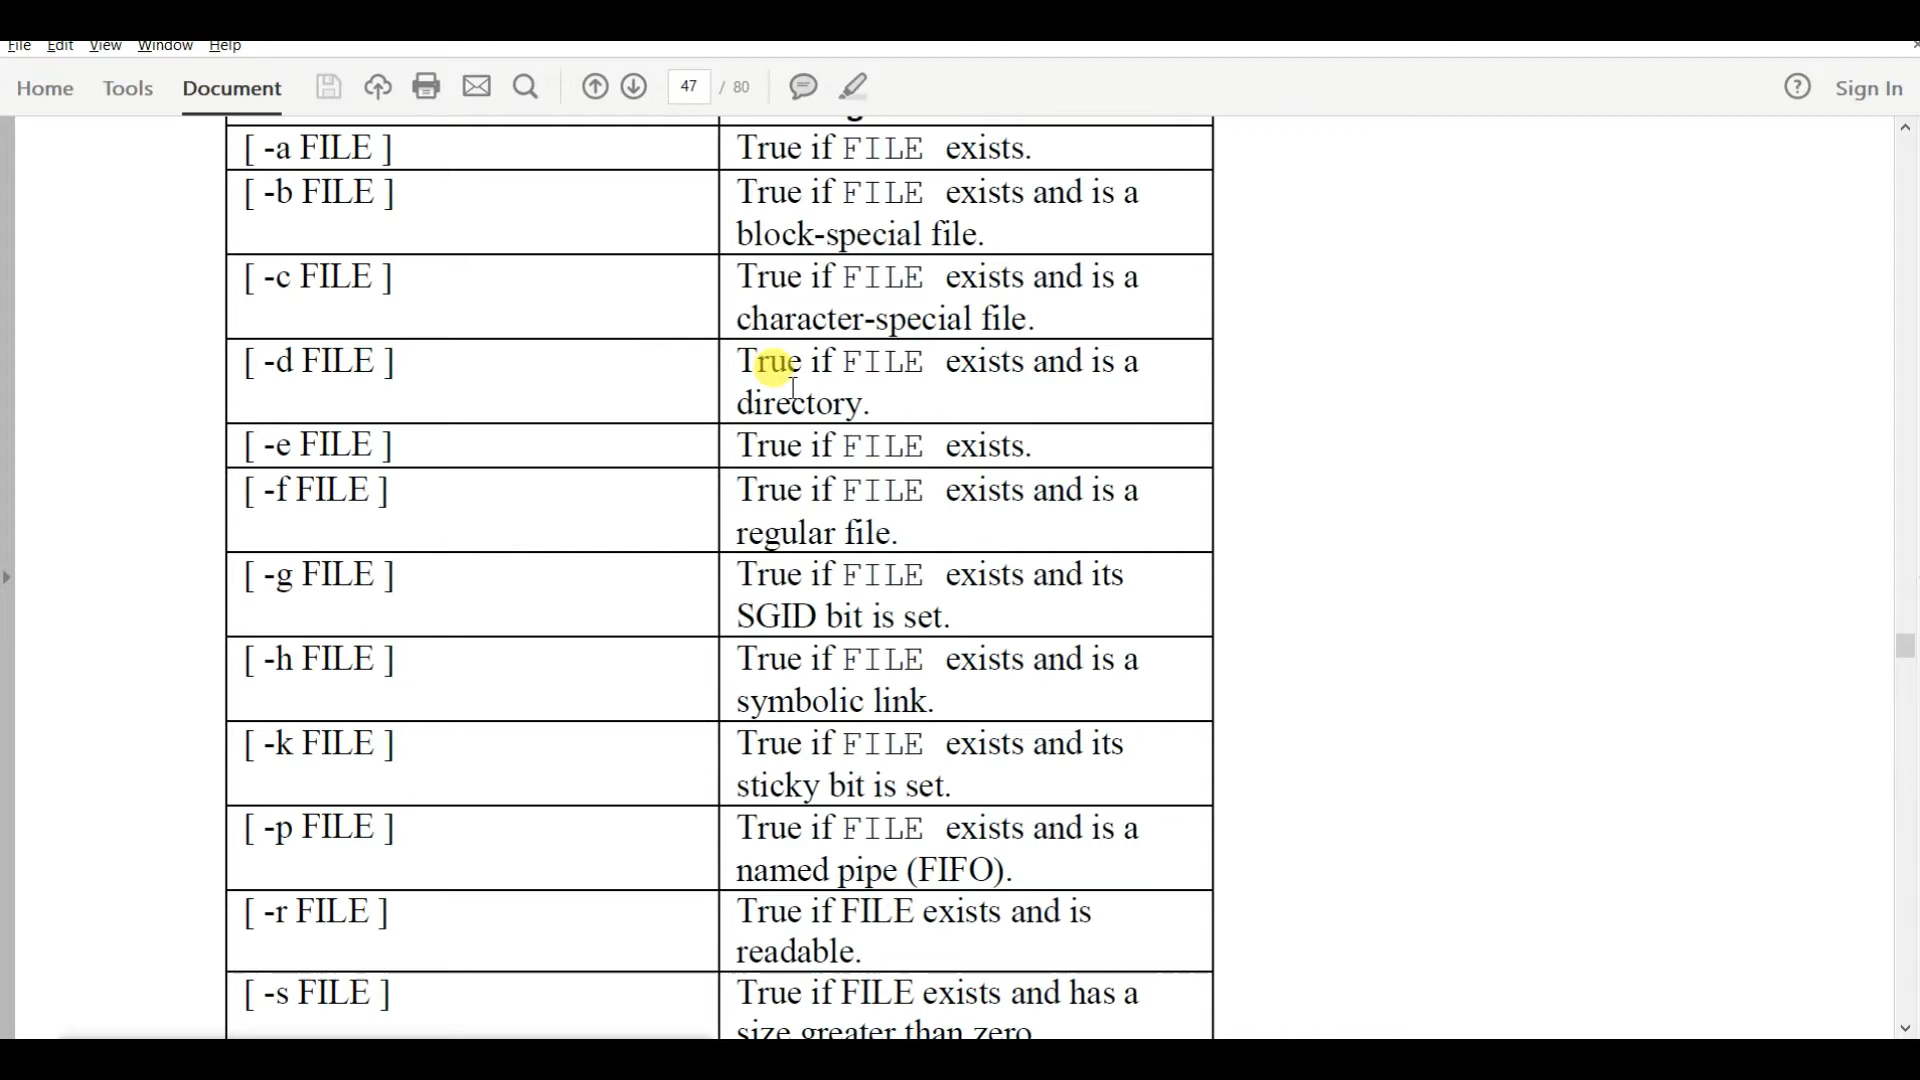 File Edit View Window Help
Home Tools Document 47 / 80 Sign In
[ -a FILE ] True if FILE exists.
[ -b FILE ] True if FILE exists and is a
block-special file.
[ -c FILE ] True if FILE exists and is a
character-special file.
[ -d FILE ] True if FILE exists and is a
directory.
[ -e FILE ] True if FILE exists.
[ -f FILE ] True if FILE exists and is a
regular file.
[ -g FILE ] True if FILE exists and its
SGID bit is set.
[ -h FILE ] True if FILE exists and is a
symbolic link.
[ -k FILE ] True if FILE exists and its
sticky bit is set.
[ -p FILE ] True if FILE exists and is a
named pipe (FIFO).
[ -r FILE ] True if FILE exists and is
readable.
[ -s FILE ] True if FILE exists and has a
size greater than zero